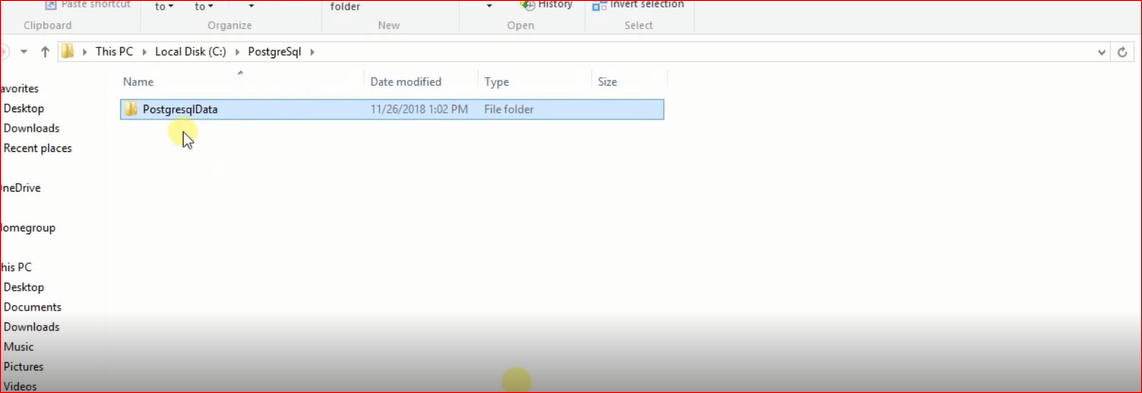 Paste shortcut to to folder History Invert selection
Clipboard Organize New Open Select
This PC Local Disk (C:) PostgreSql
Name Date modified Type Size
PostgresqlData 11/26/2018 1:02 PM File folder
avorites
Desktop
Downloads
Recent places
neDrive
omegroup
his PC
Desktop
Documents
Downloads
Music
Pictures
Videos